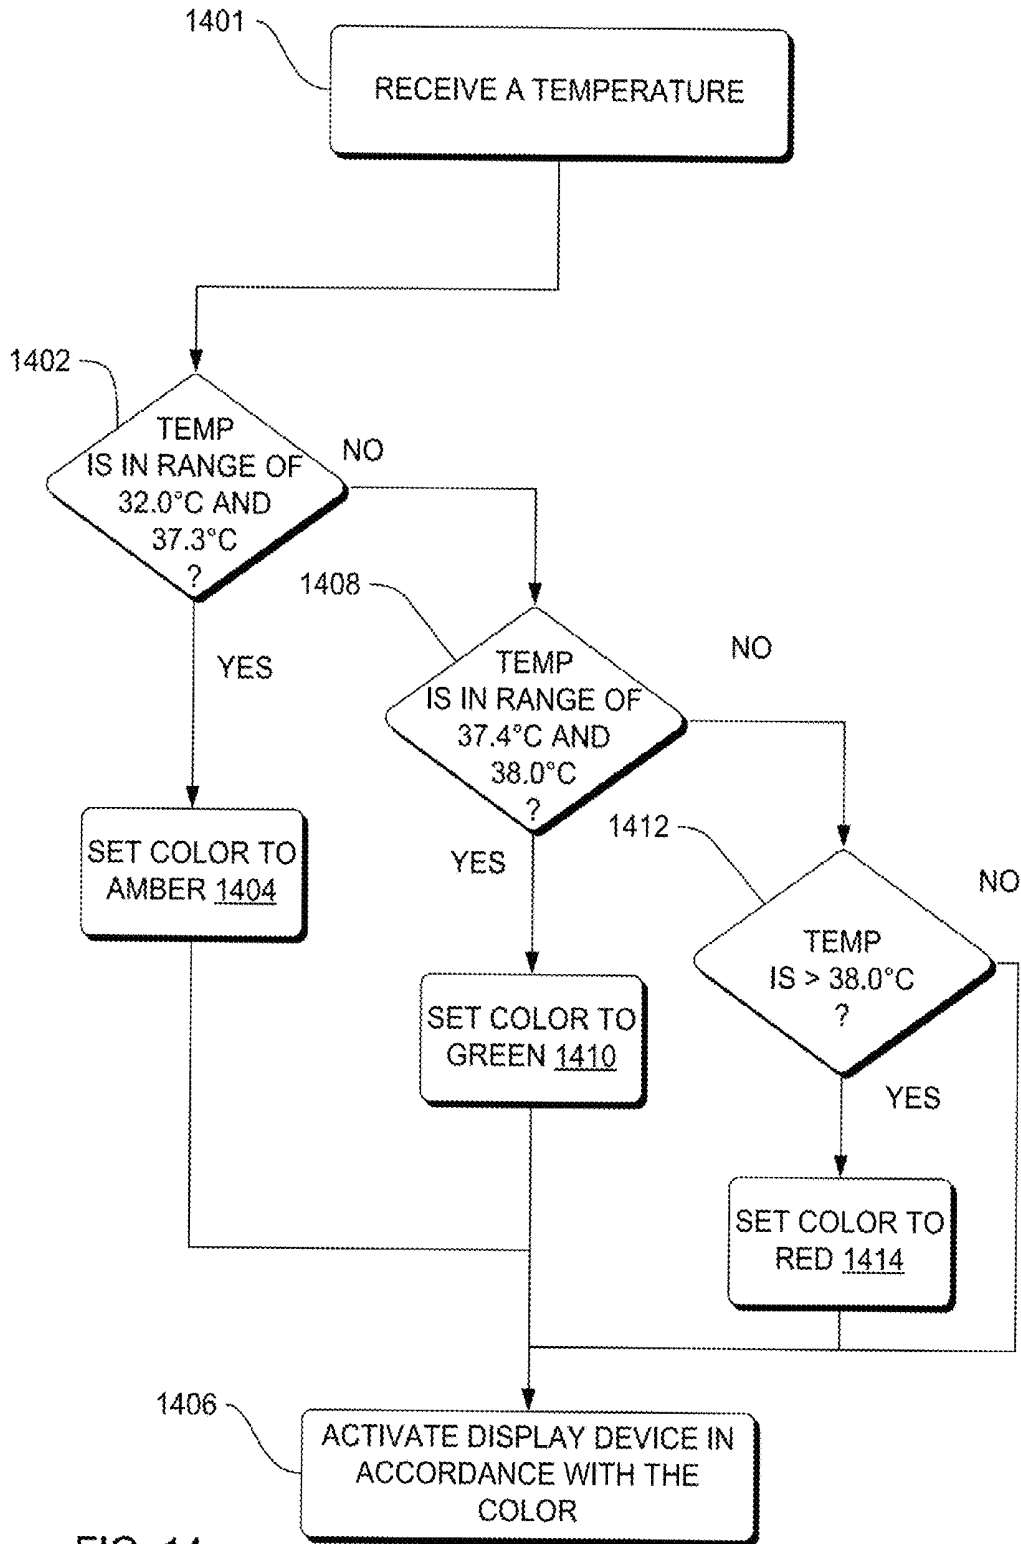 1401
RECEIVE A TEMPERATURE
1402
TEMP
IS IN RANGE OF
32.0°C AND
37.3°C
?
NO
YES
1408
TEMP
IS IN RANGE OF
37.4°C AND
38.0°C
?
NO
YES
1412
TEMP
IS > 38.0°C
?
NO
YES
SET COLOR TO
AMBER 1404
SET COLOR TO
GREEN 1410
SET COLOR TO
RED 1414
1406
ACTIVATE DISPLAY DEVICE IN
ACCORDANCE WITH THE
COLOR
FIG. 14